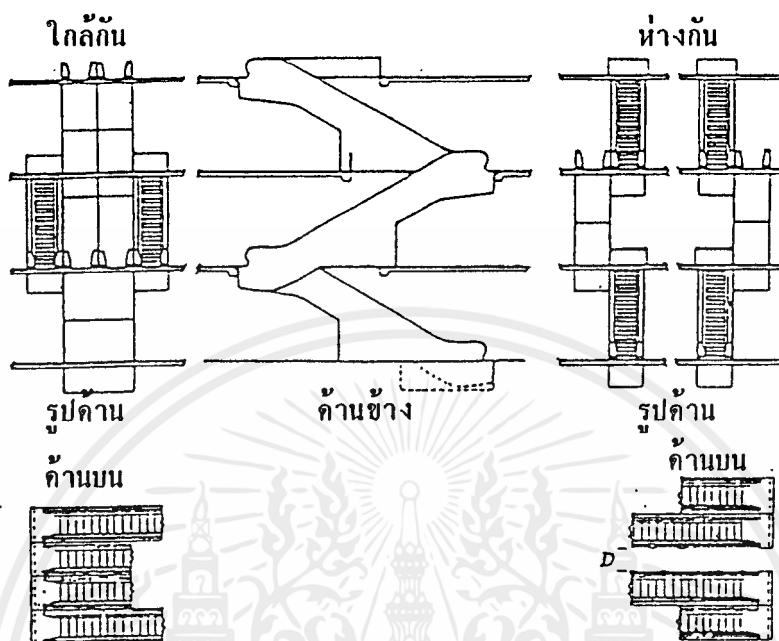 ใกล้กัน
ห่างกัน
รูปด้าน
ด้านข้าง
รูปด้าน
ด้านบน
ด้านบน
D